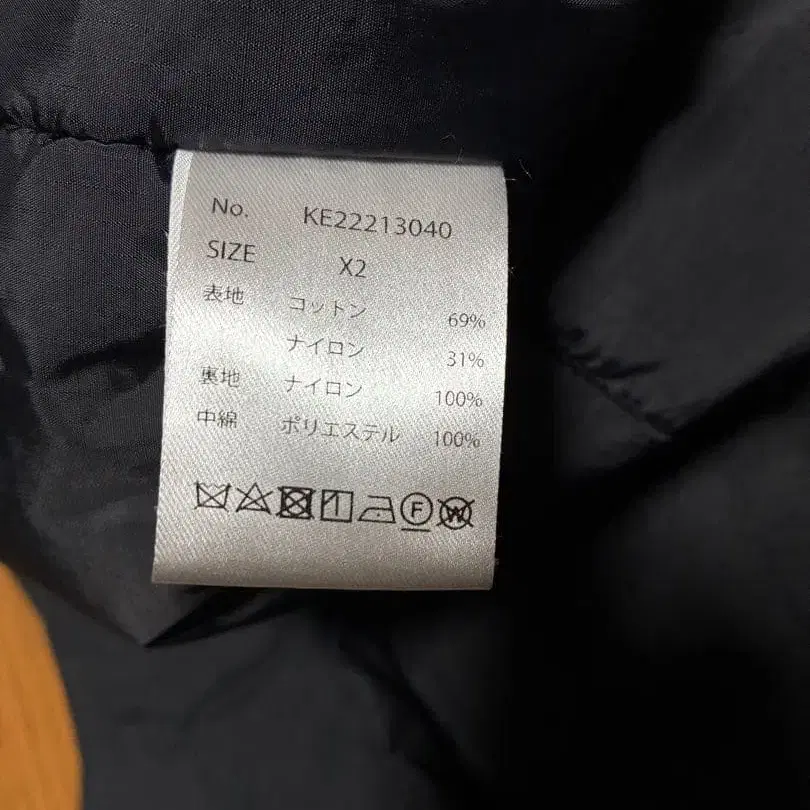 No. KE22213040
SIZE X2
表地 コットン 69%
ナイロン 31%
裏地 ナイロン 100%
中綿 ポリエステル 100%
F W